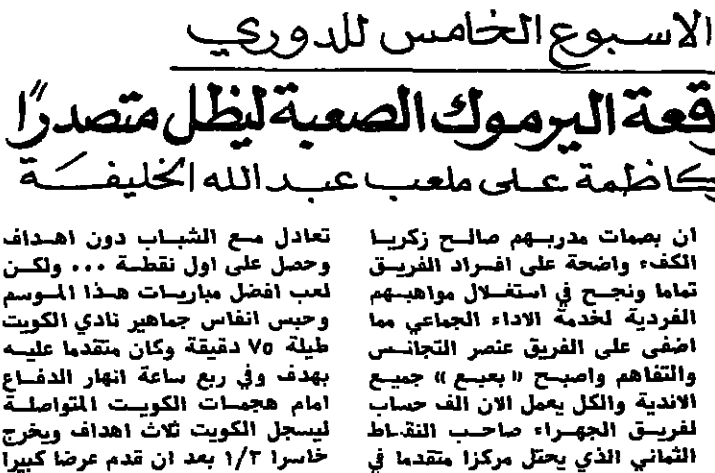 الاسبوع الخامس للدوري
قعة اليرموك الصعبة ليظل متصدرًا
كاظمة على ملعب عبدالله الخليفة
ان بصمات مدربهم صالح زكريا
الكفء واضحة على افراد الفريق
تماما ونجح في استغلال مواهبهم
الفردية لخدمة الاداء الجماعي مما
اضفى على الفريق عنصر التجانس
والتفاهم واصبح « بعبع » جميع
الاندية والكل يعمل الان الف حساب
لفريق الجهراء صاحب النقاط
الثماني الذي يحتل مركزا متقدما في
تعادل مع الشباب دون اهداف
وحصل على اول نقطة ... ولكن
لعب افضل مباريات هذا الموسم
وحبس انفاس جماهير نادي الكويت
طيلة ٧٥ دقيقة وكان متقدما عليه
بهدف وفي ربع ساعة انهار الدفاع
امام هجمات الكويت المتواصلة
ليسجل الكويت ثلاث اهداف ويخرج
خاسرا ١/٣ بعد ان قدم عرضا كبيرا